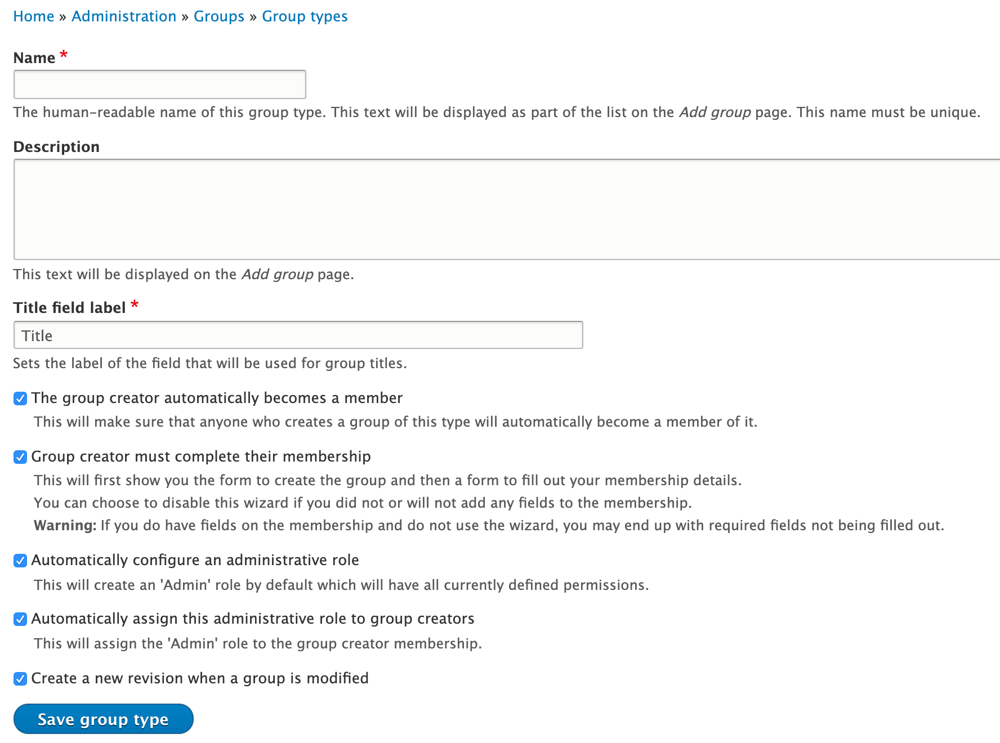 Home » Administration » Groups » Group types
Name *
The human-readable name of this group type. This text will be displayed as part of the list on the Add group page. This name must be unique.
Description
This text will be displayed on the Add group page.
Title field label *
Title
Sets the label of the field that will be used for group titles.
The group creator automatically becomes a member
This will make sure that anyone who creates a group of this type will automatically become a member of it.
Group creator must complete their membership
This will first show you the form to create the group and then a form to fill out your membership details.
You can choose to disable this wizard if you did not or will not add any fields to the membership.
Warning: If you do have fields on the membership and do not use the wizard, you may end up with required fields not being filled out.
Automatically configure an administrative role
This will create an 'Admin' role by default which will have all currently defined permissions.
Automatically assign this administrative role to group creators
This will assign the 'Admin' role to the group creator membership.
Create a new revision when a group is modified
Save group type